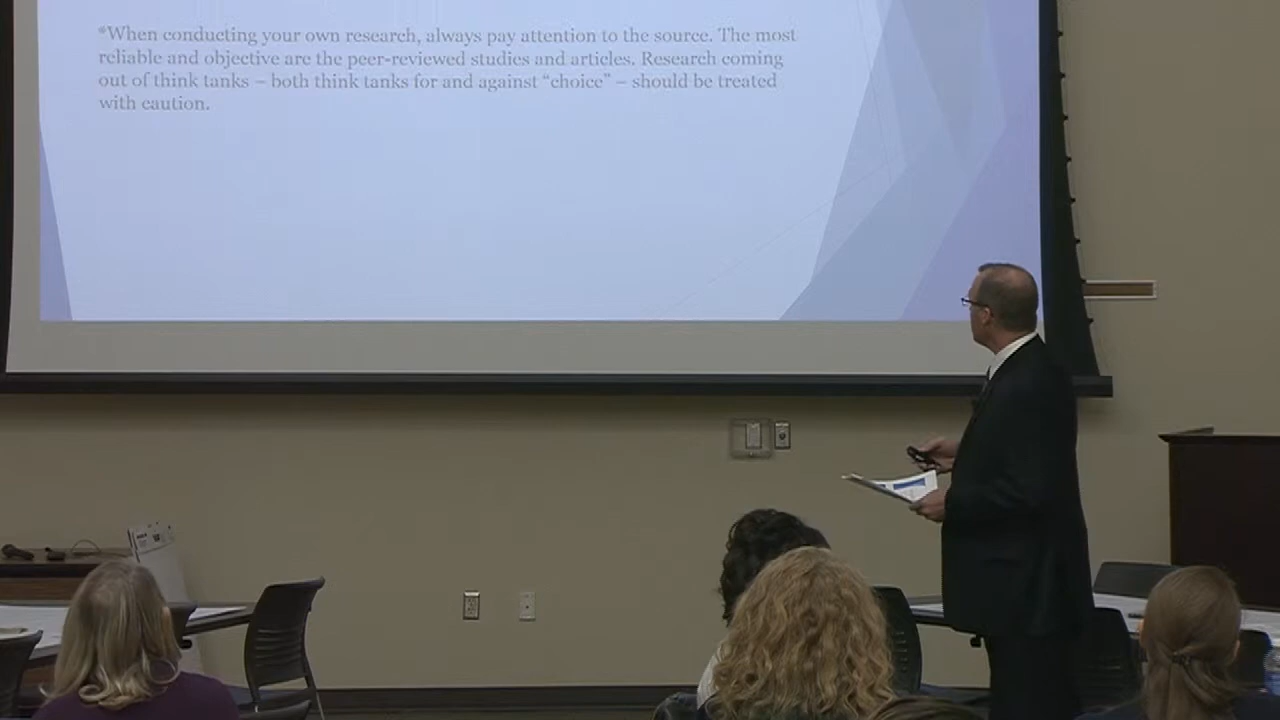 *When conducting your own research, always pay attention to the source. The most
reliable and objective are the peer-reviewed studies and articles. Research coming
out of think tanks – both think tanks for and against “choice” – should be treated
with caution.